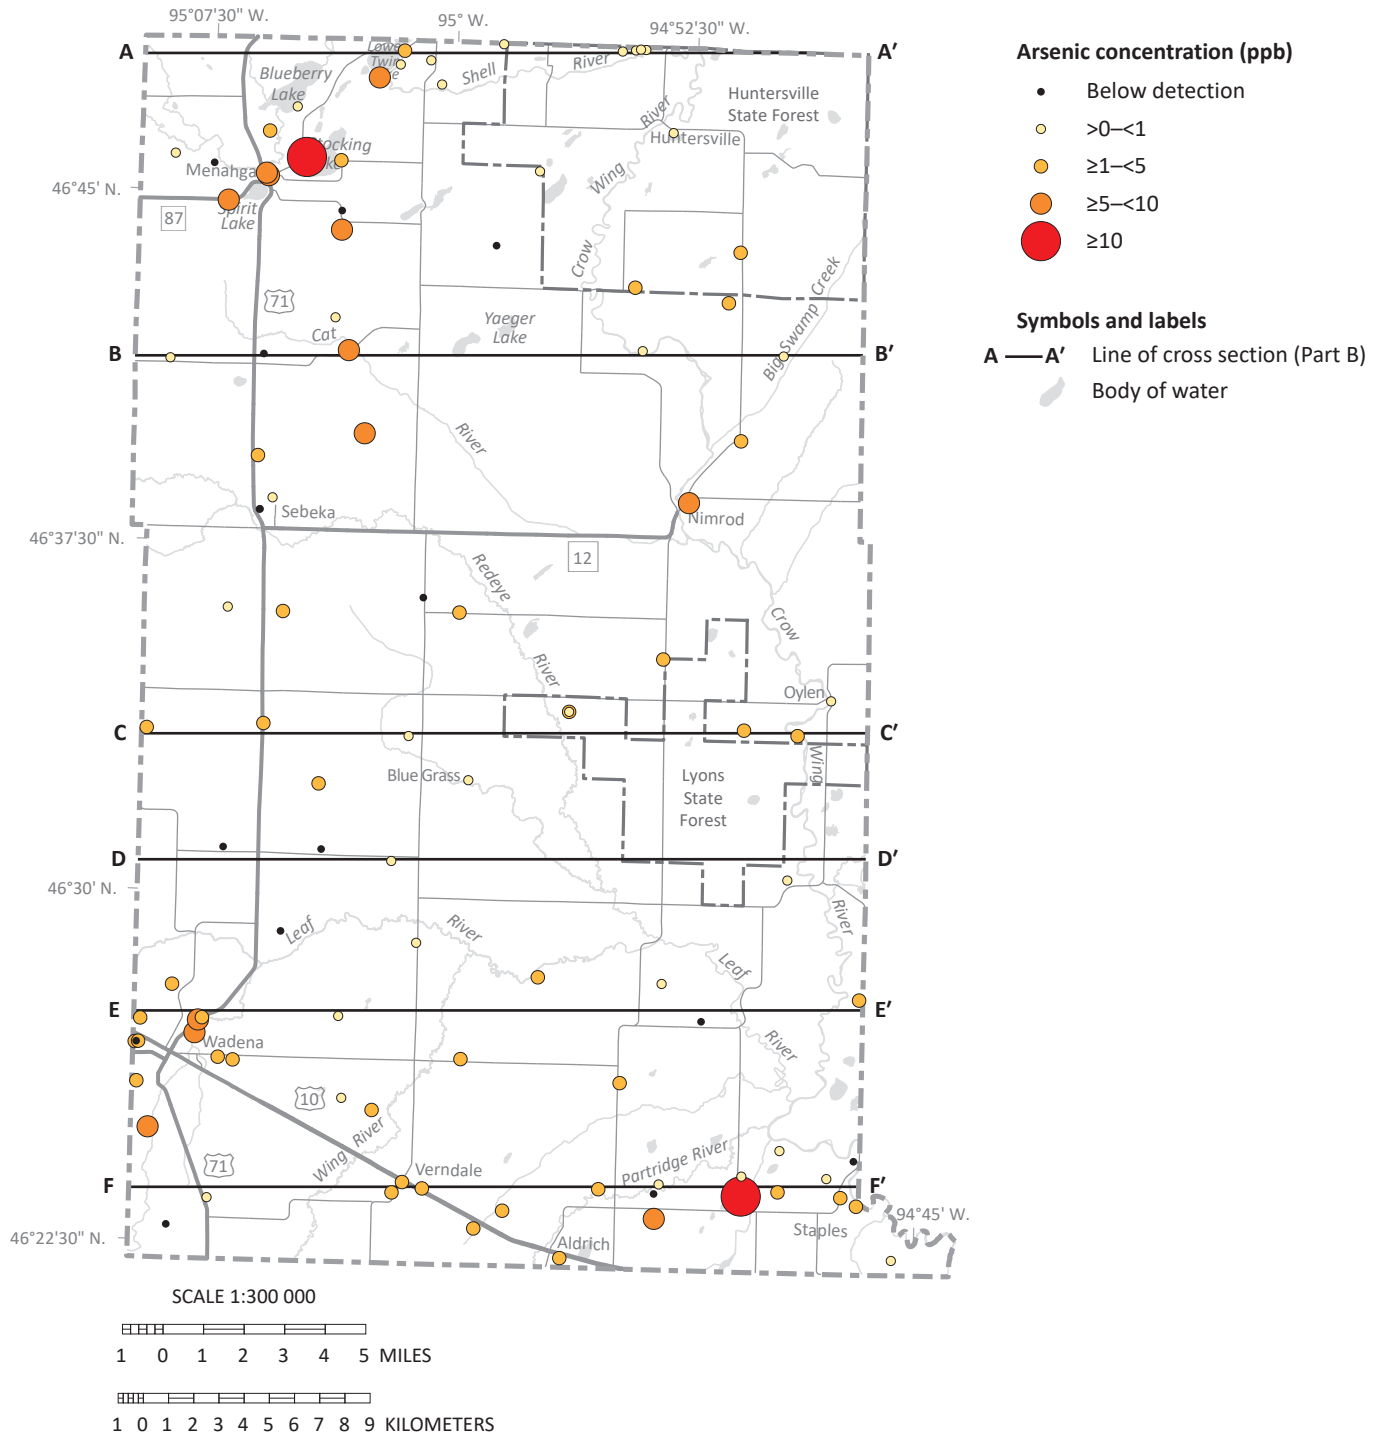 95°07'30" W.
95° W.
94°52'30" W.
A
A′
Lower
Twin
Shell
River
Blueberry
Lake
Huntersville
State Forest
River
Huntersville
Stocking
Menahga
46°45' N.
Wing
87
Spirit
Lake
Crow
71
Big Swamp Creek
Yaeger
Lake
Cat
B
B′
River
Sebeka
Nimrod
46°37'30" N.
12
Redeye
River
Crow
Oylen
C
C′
Wing
Blue Grass
Lyons
State
Forest
D
D′
46°30' N.
Leaf
River
River
Leaf
E
E′
Wadena
River
10
Wing River
71
Verndale
Partridge River
F
F′
94°45' W.
Staples
46°22'30" N.
Aldrich
SCALE 1:300 000
1 0 1 2 3 4 5 MILES
1 0 1 2 3 4 5 6 7 8 9 KILOMETERS
Arsenic concentration (ppb)
Below detection
>0–<1
≥1–<5
≥5–<10
≥10
Symbols and labels
A A′ Line of cross section (Part B)
Body of water